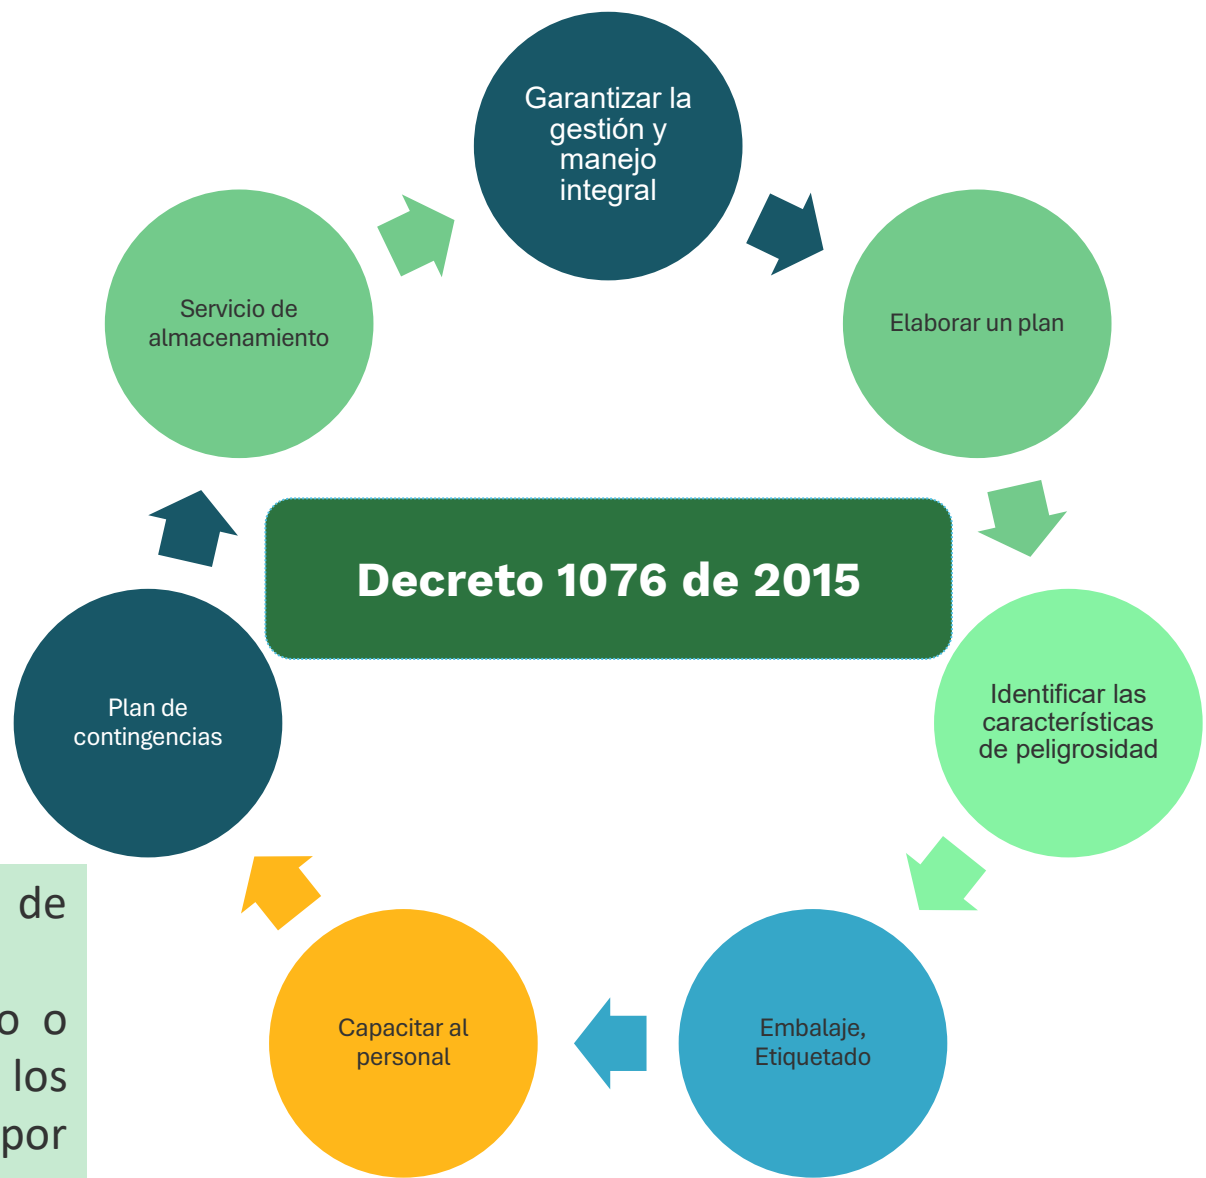 Garantizar la
gestión y
manejo
integral
Elaborar un plan
Identificar las
características
de peligrosidad
Embalaje,
Etiquetado
Capacitar al
personal
Plan de
contingencias
Servicio de
almacenamiento
Decreto 1076 de 2015
de
o o
los
por